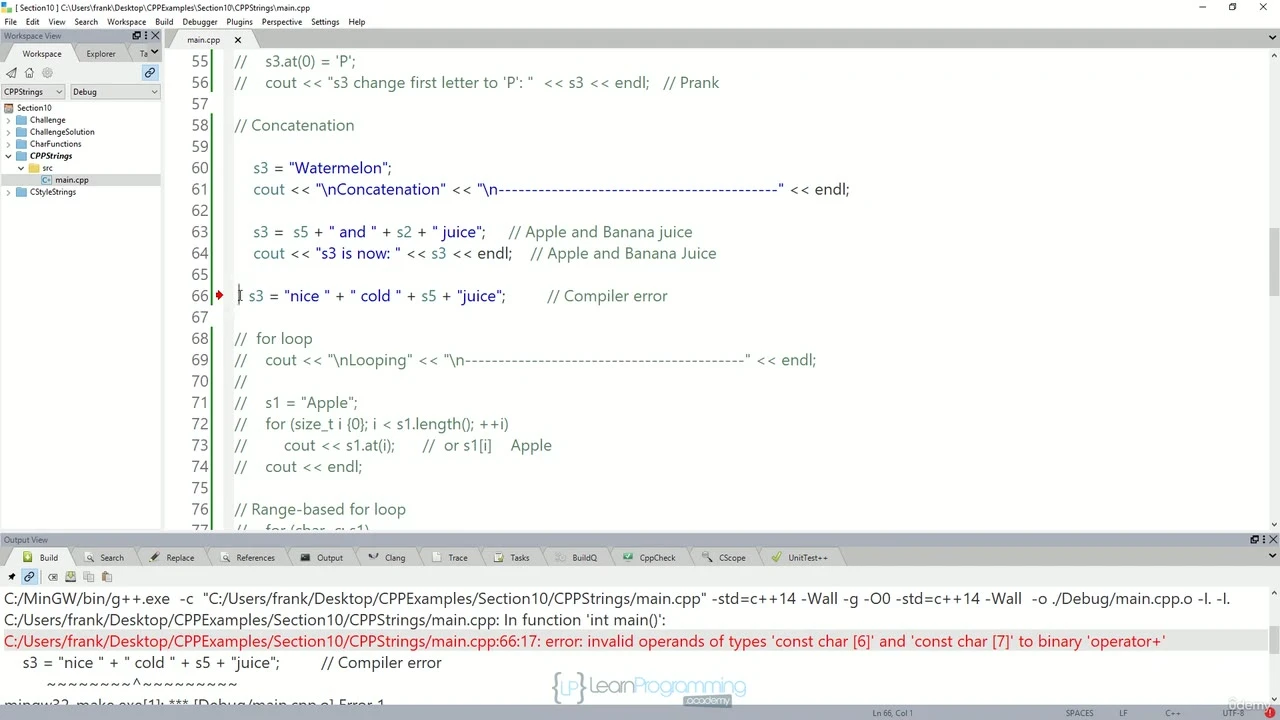 [ Section10 ] C:\Users\frank\Desktop\CPPExamples\Section10\CPPStrings\main.cpp
File Edit View Search Workspace Build Debugger Plugins Perspective Settings Help
Workspace View
main.cpp
Workspace Explorer Ta
CPPStrings Debug
Section10
Challenge
ChallengeSolution
CharFunctions
CPPStrings
src
main.cpp
CStyleStrings
55 // s3.at(0) = 'P';
56 // cout << "s3 change first letter to 'P': " << s3 << endl; // Prank
57
58 // Concatenation
59
60 s3 = "Watermelon";
61 cout << "\nConcatenation" << "\n------------------------------------------" << endl;
62
63 s3 = s5 + " and " + s2 + " juice"; // Apple and Banana juice
64 cout << "s3 is now: " << s3 << endl; // Apple and Banana Juice
65
66 s3 = "nice " + " cold " + s5 + "juice"; // Compiler error
67
68 // for loop
69 // cout << "\nLooping" << "\n------------------------------------------" << endl;
70 //
71 // s1 = "Apple";
72 // for (size_t i {0}; i < s1.length(); ++i)
73 // cout << s1.at(i); // or s1[i] Apple
74 // cout << endl;
75
76 // Range-based for loop
77 // for (char c: s1)
Output View
Build Search Replace References Output Clang Trace Tasks BuildQ CppCheck CScope UnitTest++
C:/MinGW/bin/g++.exe -c "C:/Users/frank/Desktop/CPPExamples/Section10/CPPStrings/main.cpp" -std=c++14 -Wall -g -O0 -std=c++14 -Wall -o ./Debug/main.cpp.o -I. -I.
C:/Users/frank/Desktop/CPPExamples/Section10/CPPStrings/main.cpp: In function 'int main()':
C:/Users/frank/Desktop/CPPExamples/Section10/CPPStrings/main.cpp:66:17: error: invalid operands of types 'const char [6]' and 'const char [7]' to binary 'operator+'
s3 = "nice " + " cold " + s5 + "juice"; // Compiler error
~~~~~~~~^~~~~~~~~~
{LP} LearnProgramming
academy
Ln 66, Col 1 SPACES LF C++ UTF-8
udemy